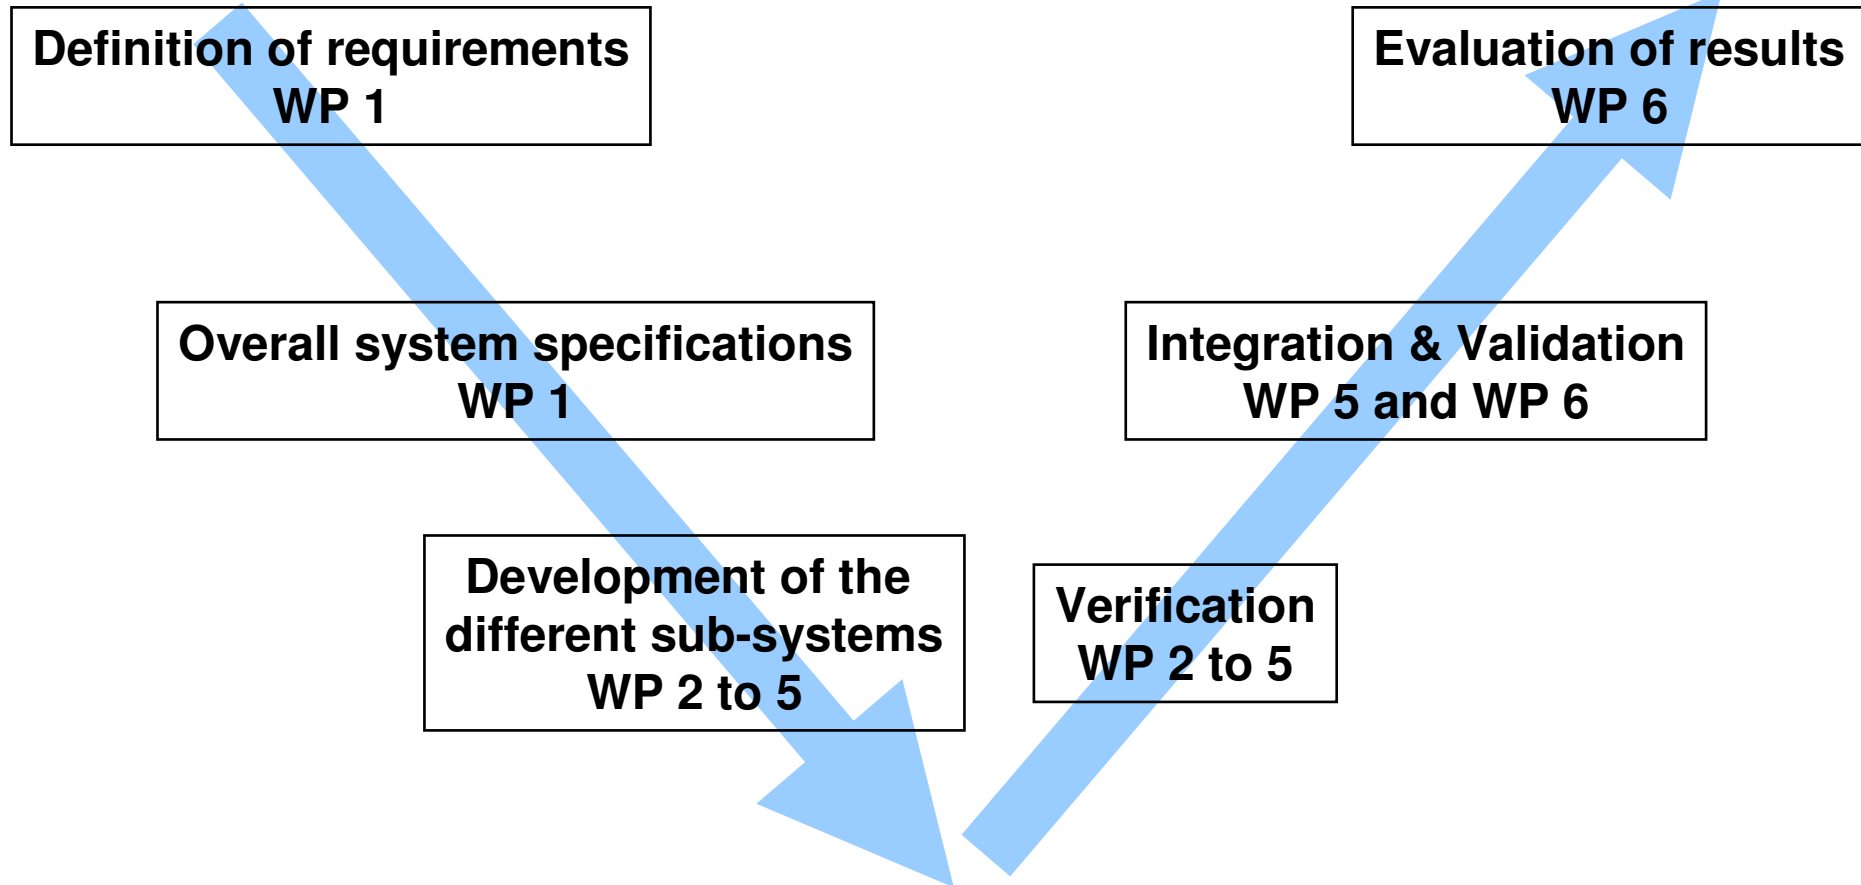 Definition of requirements
WP 1
Overall system specifications
WP 1
Development of the
different sub-systems
WP 2 to 5
Verification
WP 2 to 5
Integration & Validation
WP 5 and WP 6
Evaluation of results
WP 6